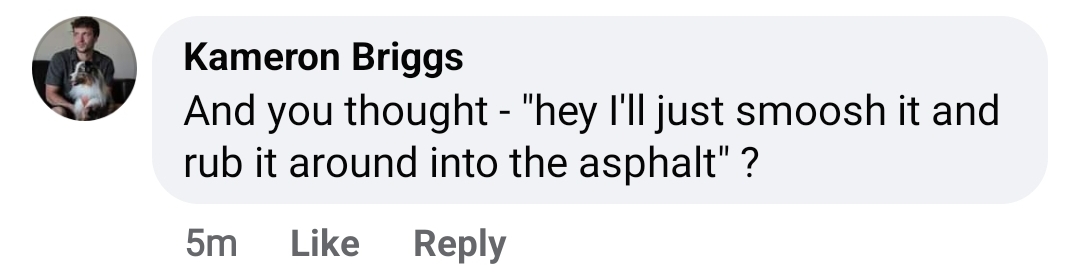 Kameron Briggs
And you thought - "hey I'll just smoosh it and
rub it around into the asphalt" ?
5m Like Reply